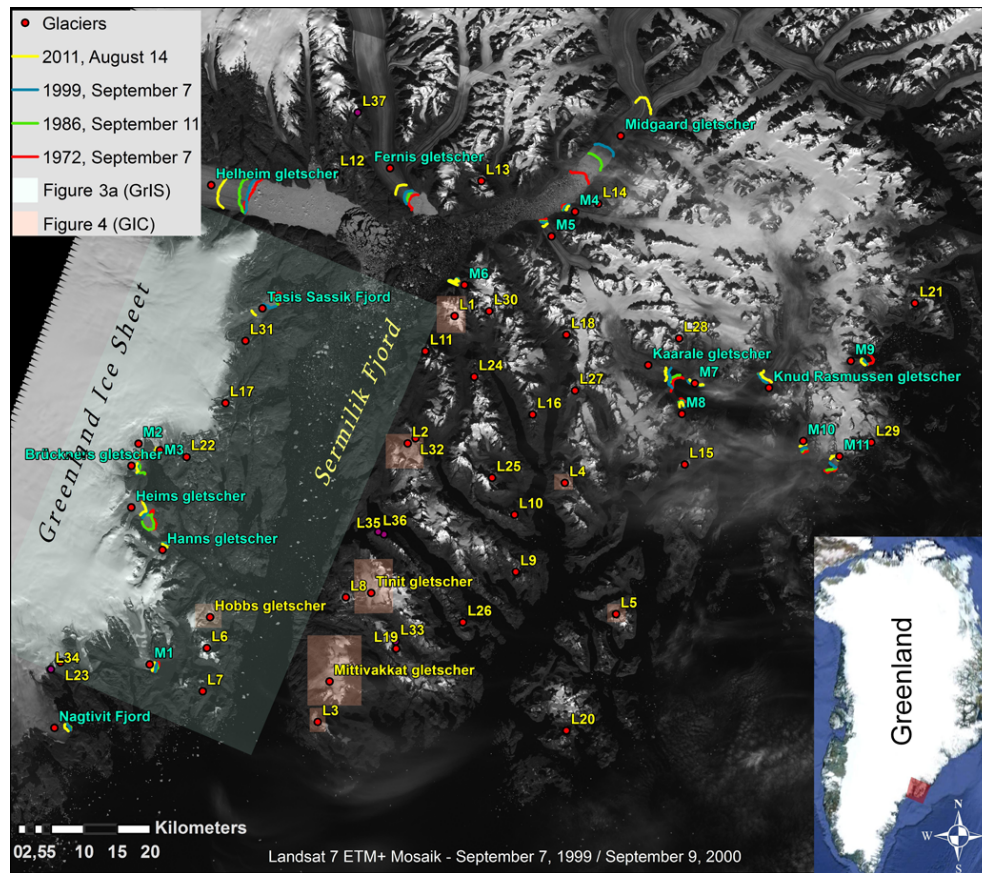 Glaciers
2011, August 14
1999, September 7
1986, September 11
1972, September 7
Figure 3a (GrIS)
Figure 4 (GIC)
L37
Midgaard gletscher
L12
Fernis gletscher
L13
Helheim gletscher
L14
M4
M5
M6
L30
L1
Tasis Sassik Fjord
L21
L31
L18
L28
L11
Kaarale gletscher
M9
L24
M7
Knud Rasmussen gletscher
L27
L17
L16
M8
Greenland Ice Sheet
Sermilik Fjord
M2
M3
L22
L2
L32
M10
L29
M11
Brückners gletscher
L15
L25
L4
Heims gletscher
L10
L35
L36
Hanns gletscher
L9
Tinit gletscher
L8
Hobbs gletscher
L5
L26
L6
L19
L33
L34
L23
M1
Mittivakkat gletscher
L7
L3
Nagtivit Fjord
L20
Greenland
N
W
E
S
Kilometers
02,55 10 15 20
Landsat 7 ETM+ Mosaik - September 7, 1999 / September 9, 2000